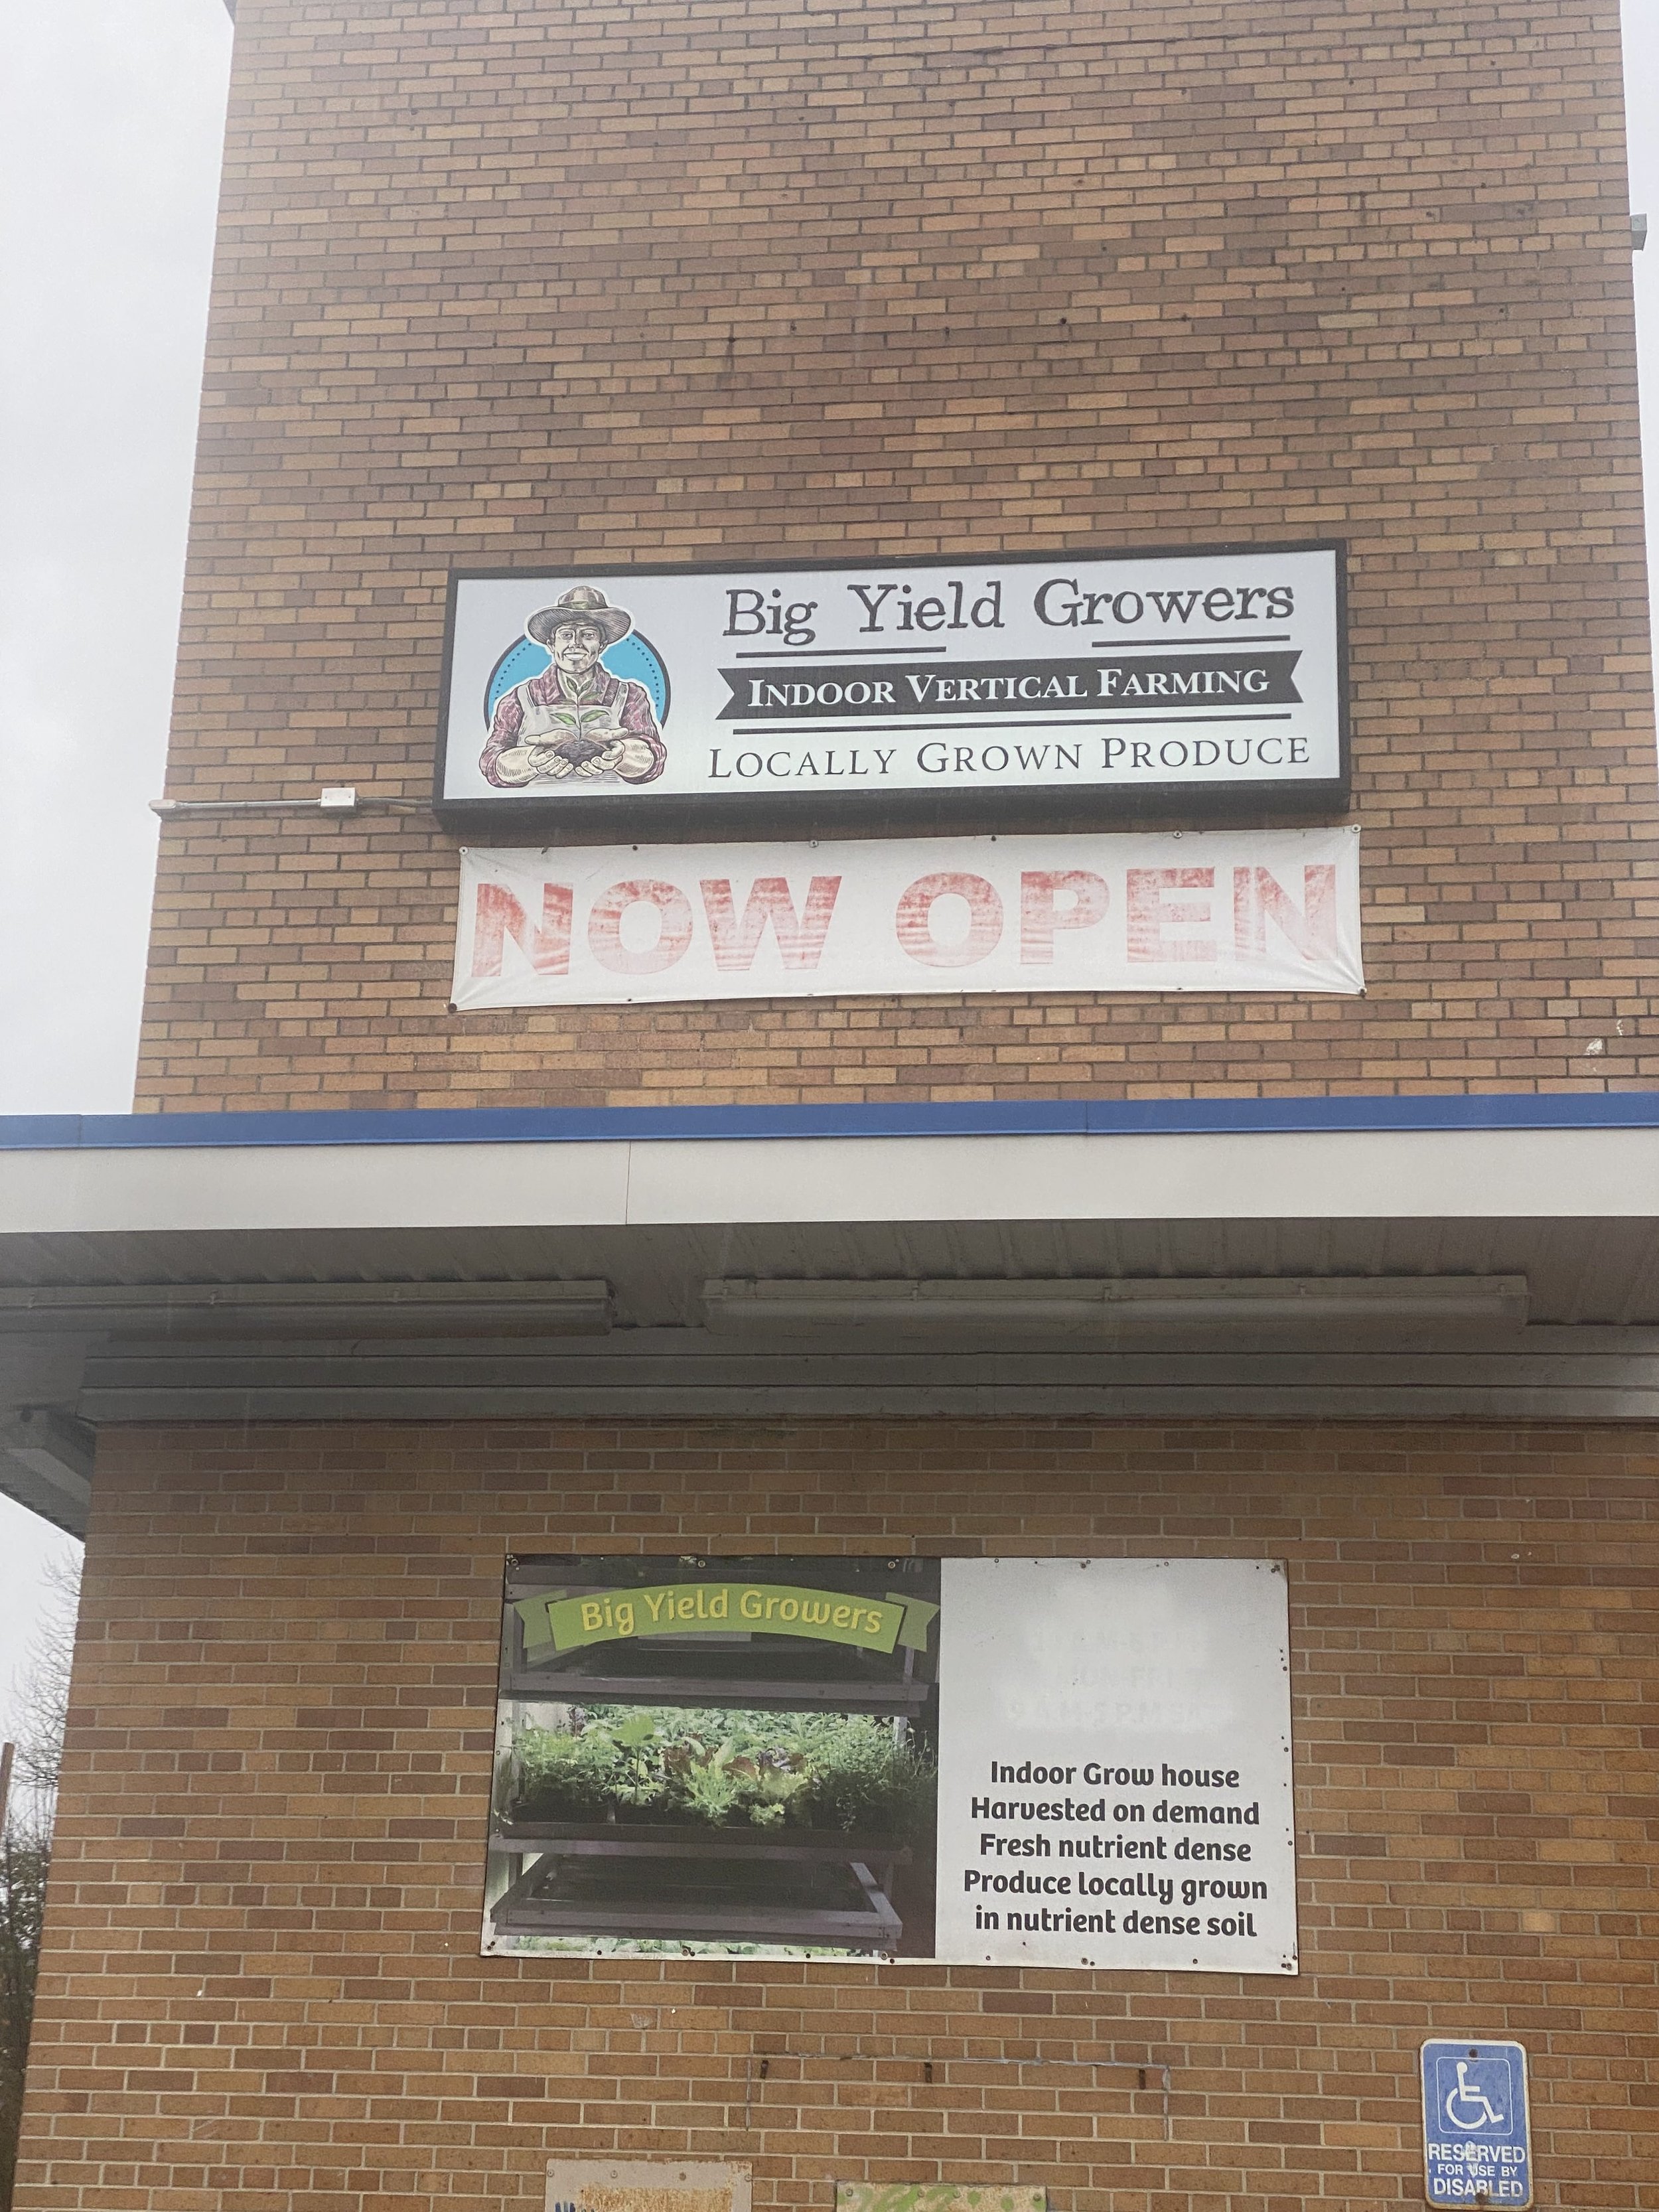 Big Yield Growers
INDOOR VERTICAL FARMING
LOCALLY GROWN PRODUCE
NOW OPEN
Big Yield Growers
Indoor Grow house
Harvested on demand
Fresh nutrient dense
Produce locally grown
in nutrient dense soil
RESERVED
FOR USE BY
DISABLED